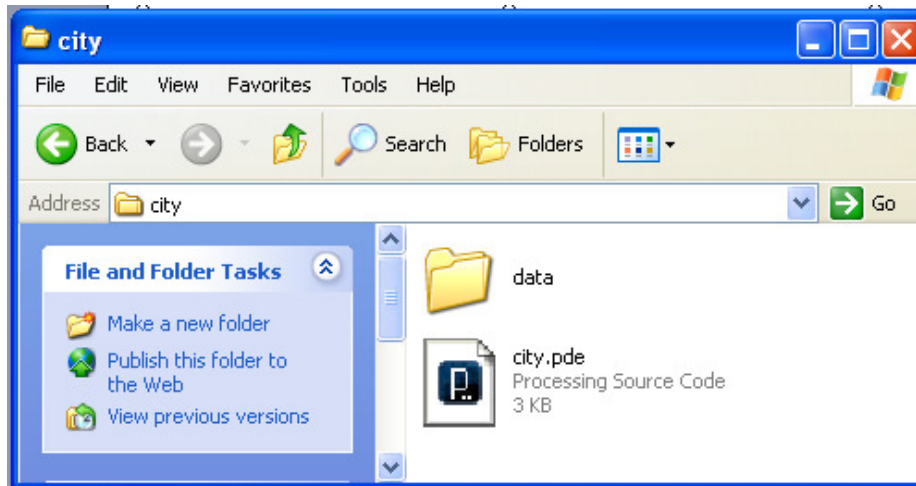 city
File Edit View Favorites Tools Help
Back Search Folders
Address city Go
File and Folder Tasks
Make a new folder
Publish this folder to
the Web
View previous versions
data
city.pde
Processing Source Code
3 KB